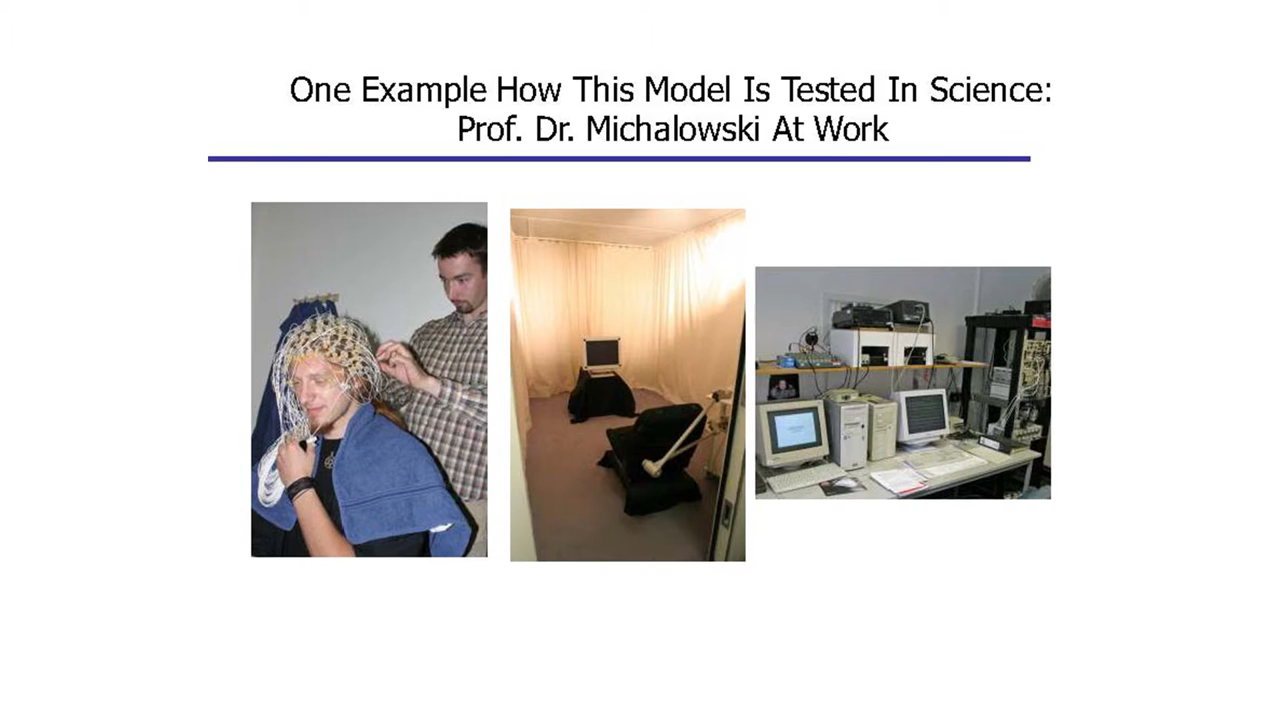 One Example How This Model Is Tested In Science:
Prof. Dr. Michalowski At Work